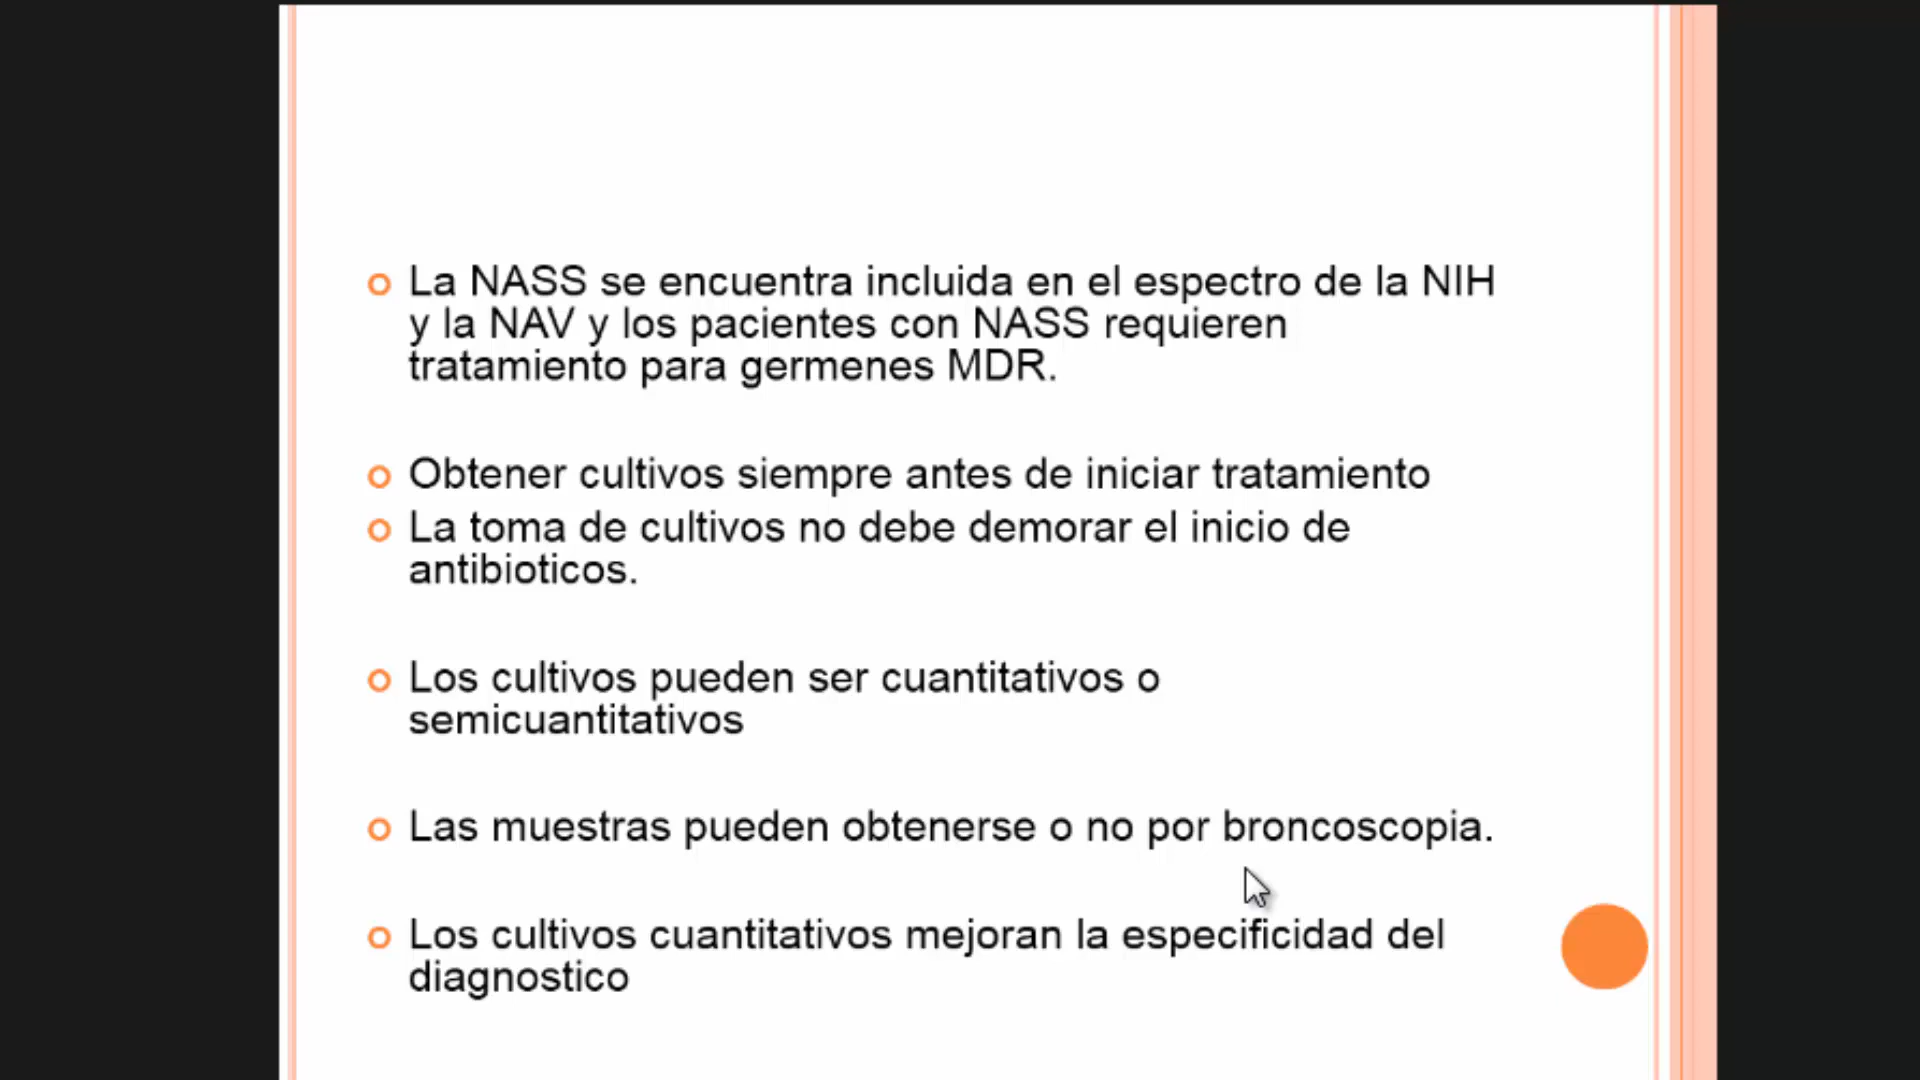 La NASS se encuentra incluida en el espectro de la NIH
y la NAV y los pacientes con NASS requieren
tratamiento para germenes MDR.
Obtener cultivos siempre antes de iniciar tratamiento
La toma de cultivos no debe demorar el inicio de
antibioticos.
Los cultivos pueden ser cuantitativos o
semicuantitativos
Las muestras pueden obtenerse o no por broncoscopia.
Los cultivos cuantitativos mejoran la especificidad del
diagnostico